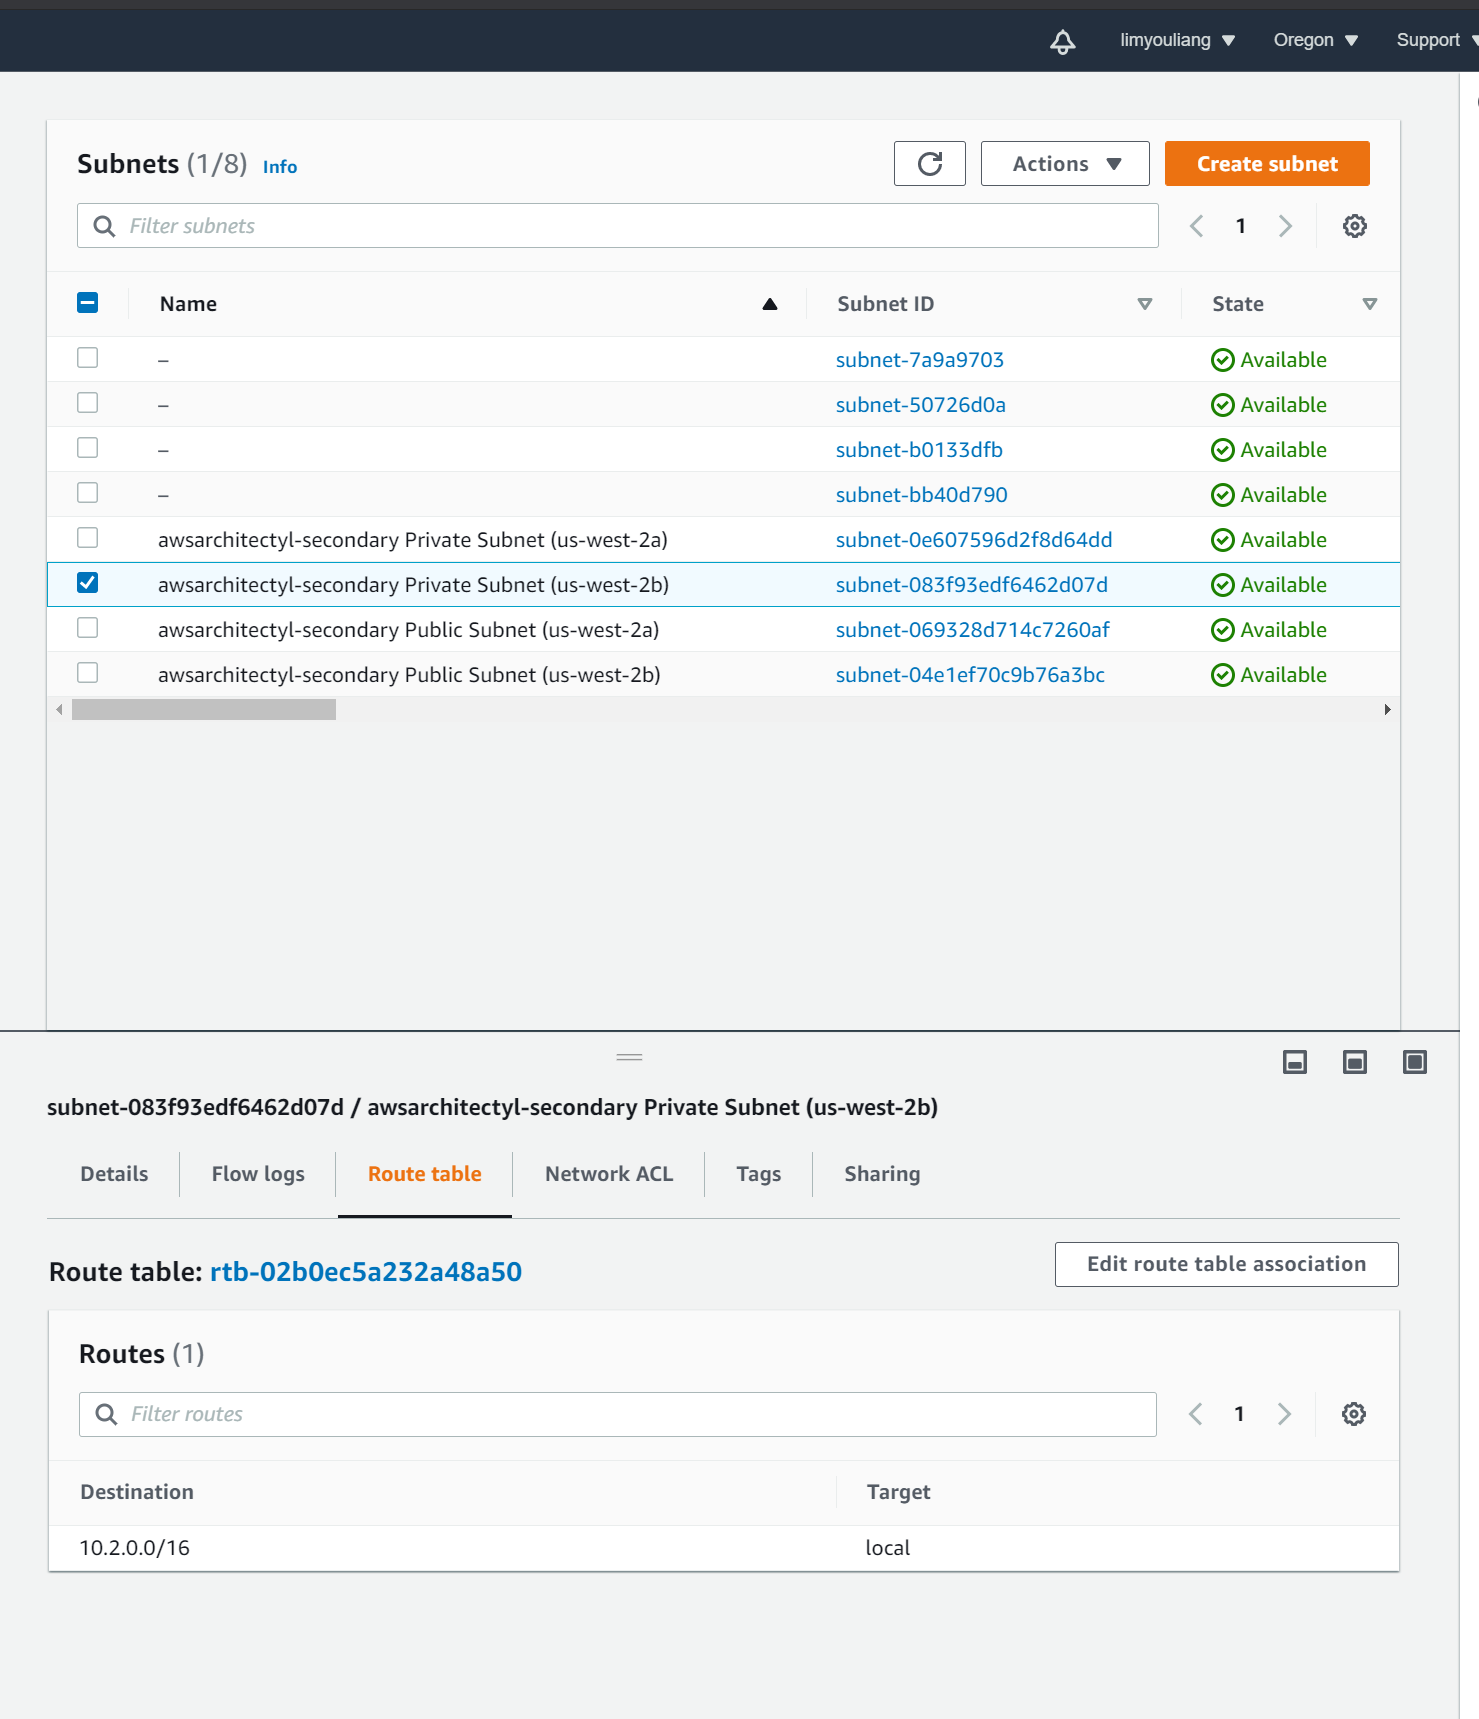 limyouliang Oregon Support
Subnets (1/8) Info
Actions
Create subnet
Filter subnets
1
Name Subnet ID State
– subnet-7a9a9703 Available
– subnet-50726d0a Available
– subnet-b0133dfb Available
– subnet-bb40d790 Available
awsarchitectyl-secondary Private Subnet (us-west-2a) subnet-0e607596d2f8d64dd Available
awsarchitectyl-secondary Private Subnet (us-west-2b) subnet-083f93edf6462d07d Available
awsarchitectyl-secondary Public Subnet (us-west-2a) subnet-069328d714c7260af Available
awsarchitectyl-secondary Public Subnet (us-west-2b) subnet-04e1ef70c9b76a3bc Available
subnet-083f93edf6462d07d / awsarchitectyl-secondary Private Subnet (us-west-2b)
Details Flow logs Route table Network ACL Tags Sharing
Route table: rtb-02b0ec5a232a48a50
Edit route table association
Routes (1)
Filter routes
1
Destination Target
10.2.0.0/16 local